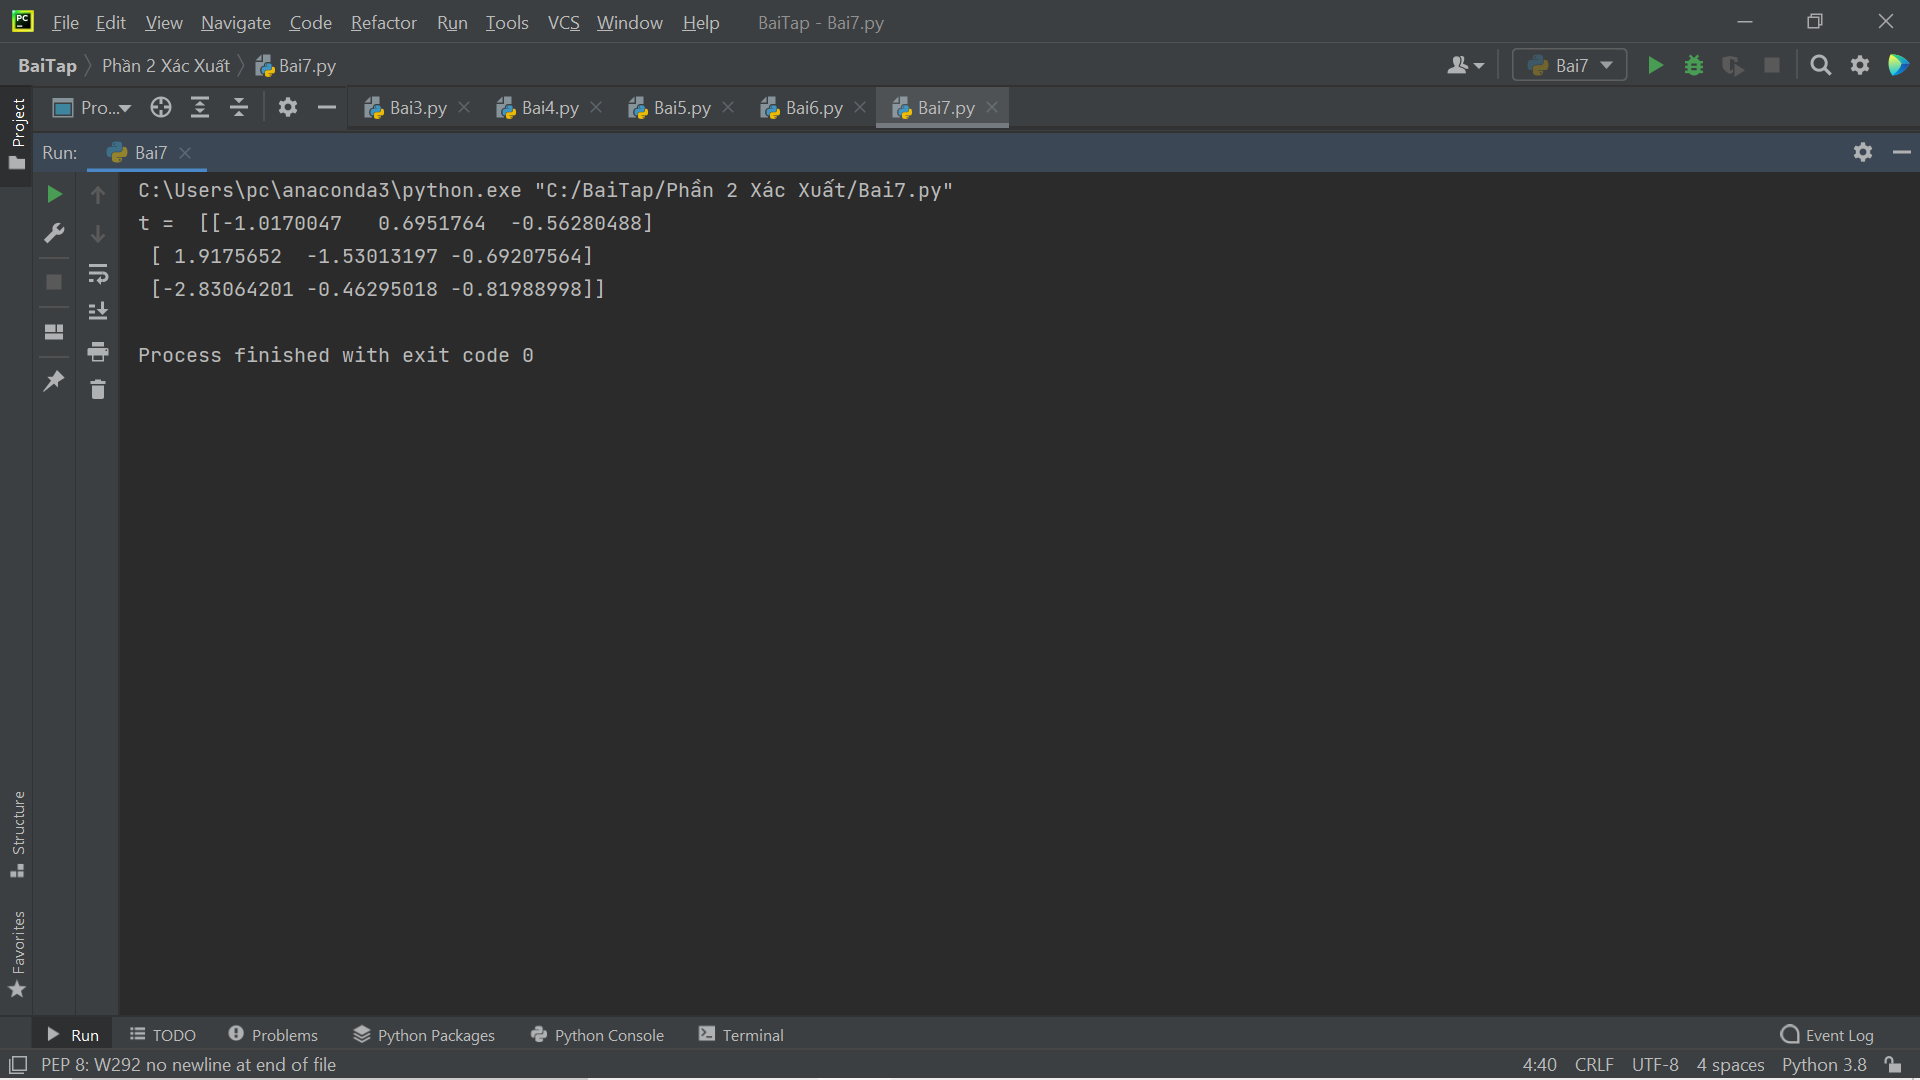 File Edit View Navigate Code Refactor Run Tools VCS Window Help BaiTap - Bai7.py
BaiTap Phần 2 Xác Xuất Bai7.py Bai7
Pro... Bai3.py Bai4.py Bai5.py Bai6.py Bai7.py
Project
Run: Bai7
C:\Users\pc\anaconda3\python.exe "C:/BaiTap/Phần 2 Xác Xuất/Bai7.py"
t =  [[-1.0170047   0.6951764  -0.56280488]
 [ 1.9175652  -1.53013197 -0.69207564]
 [-2.83064201 -0.46295018 -0.81988998]]
Process finished with exit code 0
Structure
Favorites
Run TODO Problems Python Packages Python Console Terminal Event Log
PEP 8: W292 no newline at end of file 4:40 CRLF UTF-8 4 spaces Python 3.8